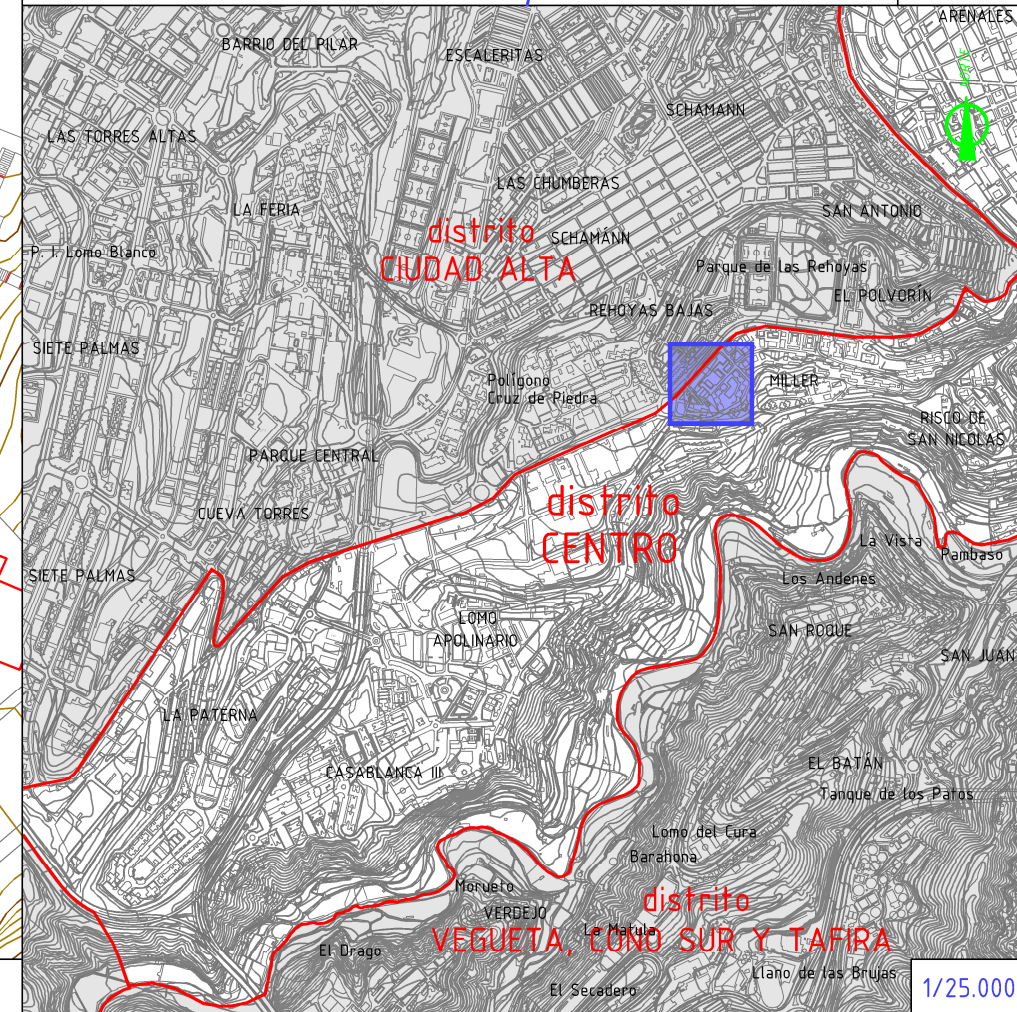 ARENALES
BARRIO DEL PILAR
ESCALERITAS
NORTE
SCHAMANN
LAS TORRES ALTAS
LAS CHUMBERAS
LA FERIA
SAN ANTONIO
distrito
CIUDAD ALTA
SCHAMÁNN
P. I. Lomo Blanco
Parque de las Rehoyas
EL POLVORÍN
REHOYAS BAJAS
SIETE PALMAS
Polígono
Cruz de Piedra
MILLER
RISCO DE
SAN NICOLAS
PARQUE CENTRAL
distrito
CENTRO
CUEVA TORRES
La Vista
Pambaso
SIETE PALMAS
Los Andenes
LOMO
APOLINARIO
SAN ROQUE
SAN JUAN
LA PATERNA
EL BATÁN
CASABLANCA III
Tanque de los Patos
Lomo del Cura
Barahona
Morueto
distrito
VEGUETA, CONO SUR Y TAFIRA
VERDEJO
La Matula
El Drago
Llano de las Brujas
El Secadero
1/25.000